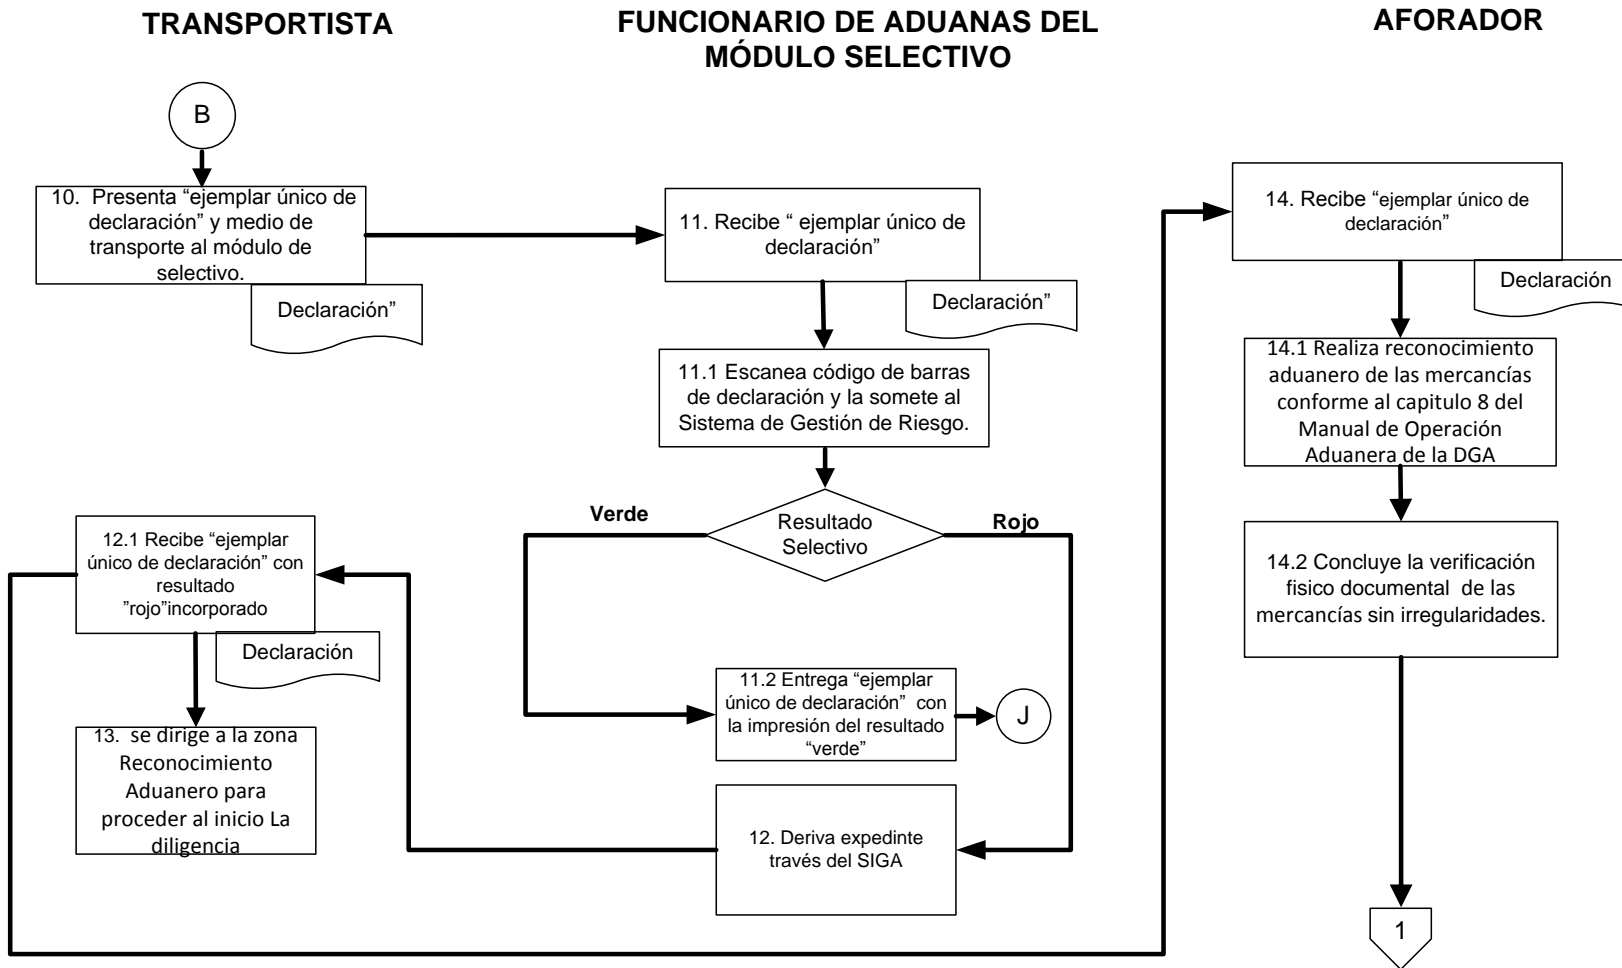 TRANSPORTISTA
FUNCIONARIO DE ADUANAS DEL
MÓDULO SELECTIVO
AFORADOR
B
10. Presenta “ejemplar único de
declaración” y medio de
transporte al módulo de
selectivo.
Declaración”
11. Recibe “ ejemplar único de
declaración”
Declaración”
11.1 Escanea código de barras
de declaración y la somete al
Sistema de Gestión de Riesgo.
Resultado
Selectivo
Verde
Rojo
11.2 Entrega “ejemplar
único de declaración” con
la impresión del resultado
“verde”
J
12. Deriva expedinte
través del SIGA
12.1 Recibe “ejemplar
único de declaración” con
resultado
”rojo”incorporado
Declaración
13. se dirige a la zona
Reconocimiento
Aduanero para
proceder al inicio La
diligencia
14. Recibe “ejemplar único de
declaración”
Declaración
14.1 Realiza reconocimiento
aduanero de las mercancías
conforme al capitulo 8 del
Manual de Operación
Aduanera de la DGA
14.2 Concluye la verificación
fisico documental de las
mercancías sin irregularidades.
1